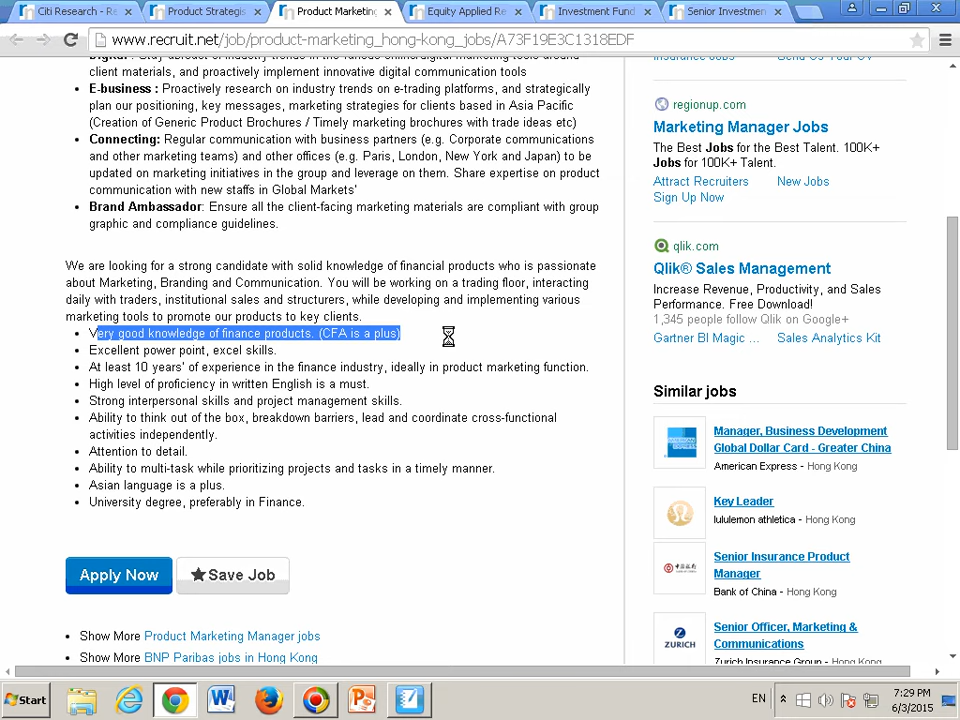 Citi Research - Re
Product Strategis
Product Marketing
Equity Applied Re
Investment Fund
Senior Investmen
www.recruit.net/job/product-marketing_hong-kong_jobs/A73F19E3C1318EDF
client materials, and proactively implement innovative digital communication tools
• E-business : Proactively research on industry trends on e-trading platforms, and strategically
plan our positioning, key messages, marketing strategies for clients based in Asia Pacific
(Creation of Generic Product Brochures / Timely marketing brochures with trade ideas etc)
• Connecting: Regular communication with business partners (e.g. Corporate communications
and other marketing teams) and other offices (e.g. Paris, London, New York and Japan) to be
updated on marketing initiatives in the group and leverage on them. Share expertise on product
communication with new staffs in Global Markets'
• Brand Ambassador: Ensure all the client-facing marketing materials are compliant with group
graphic and compliance guidelines.
We are looking for a strong candidate with solid knowledge of financial products who is passionate
about Marketing, Branding and Communication. You will be working on a trading floor, interacting
daily with traders, institutional sales and structurers, while developing and implementing various
marketing tools to promote our products to key clients.
• Very good knowledge of finance products. (CFA is a plus)
• Excellent power point, excel skills.
• At least 10 years' of experience in the finance industry, ideally in product marketing function.
• High level of proficiency in written English is a must.
• Strong interpersonal skills and project management skills.
• Ability to think out of the box, breakdown barriers, lead and coordinate cross-functional
activities independently.
• Attention to detail.
• Ability to multi-task while prioritizing projects and tasks in a timely manner.
• Asian language is a plus.
• University degree, preferably in Finance.
Apply Now
Save Job
• Show More Product Marketing Manager jobs
• Show More BNP Paribas jobs in Hong Kong
regionup.com
Marketing Manager Jobs
The Best Jobs for the Best Talent. 100K+
Jobs for 100K+ Talent.
Attract Recruiters New Jobs
Sign Up Now
qlik.com
Qlik® Sales Management
Increase Revenue, Productivity, and Sales
Performance. Free Download!
1,345 people follow Qlik on Google+
Gartner BI Magic ... Sales Analytics Kit
Similar jobs
Manager, Business Development
Global Dollar Card - Greater China
American Express - Hong Kong
Key Leader
lululemon athletica - Hong Kong
Senior Insurance Product
Manager
Bank of China - Hong Kong
Senior Officer, Marketing &
Communications
Zurich Insurance Group - Hong Kong
ZURICH
Start
EN
7:29 PM
6/3/2015